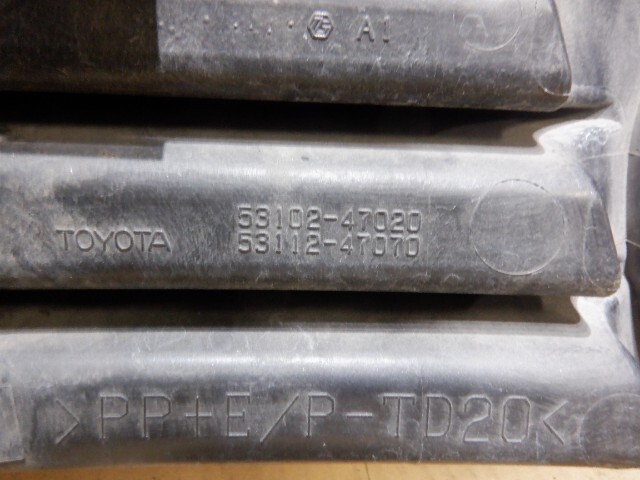 A1
TOYOTA
53102-47020
53112-47070
>PP+E/P-TD20<